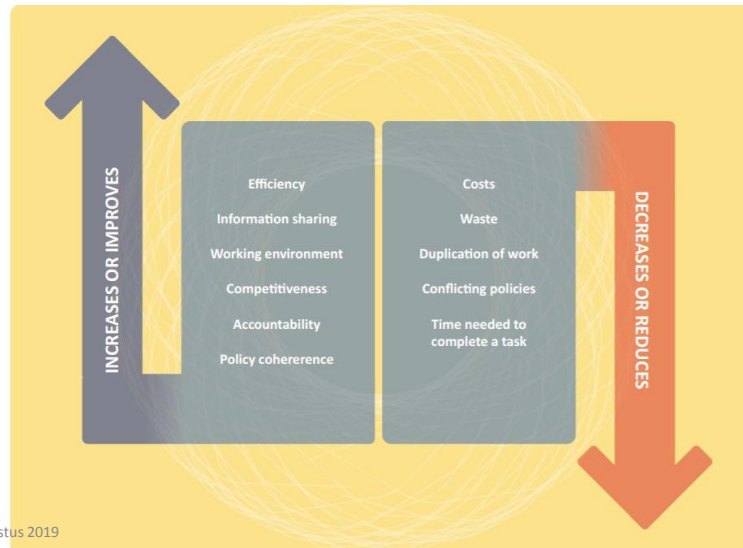 INCREASES OR IMPROVES
Efficiency
Information sharing
Working environment
Competitiveness
Accountability
Policy cohererence
Costs
Waste
Duplication of work
Conflicting policies
Time needed to
complete a task
DECREASES OR REDUCES
2019